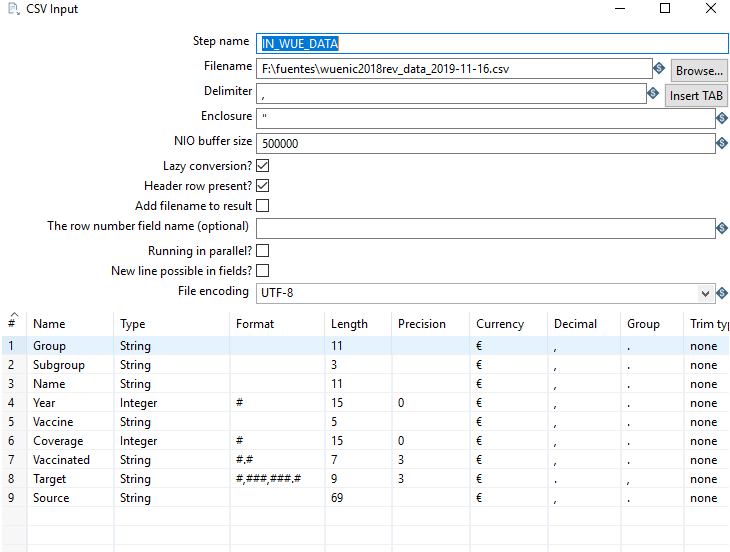 CSV Input
Step name IN_WUE_DATA
Filename F:\fuentes\wuenic2018rev_data_2019-11-16.csv Browse...
Delimiter , Insert TAB
Enclosure "
NIO buffer size 500000
Lazy conversion?
Header row present?
Add filename to result
The row number field name (optional)
Running in parallel?
New line possible in fields?
File encoding UTF-8
# Name Type Format Length Precision Currency Decimal Group Trim typ
1 Group String 11 € , . none
2 Subgroup String 3 € , . none
3 Name String 11 € , . none
4 Year Integer # 15 0 € , . none
5 Vaccine String 5 € , . none
6 Coverage Integer # 15 0 € , . none
7 Vaccinated String #.# 7 3 € , . none
8 Target String #,###,###.# 9 3 € . , none
9 Source String 69 € , . none